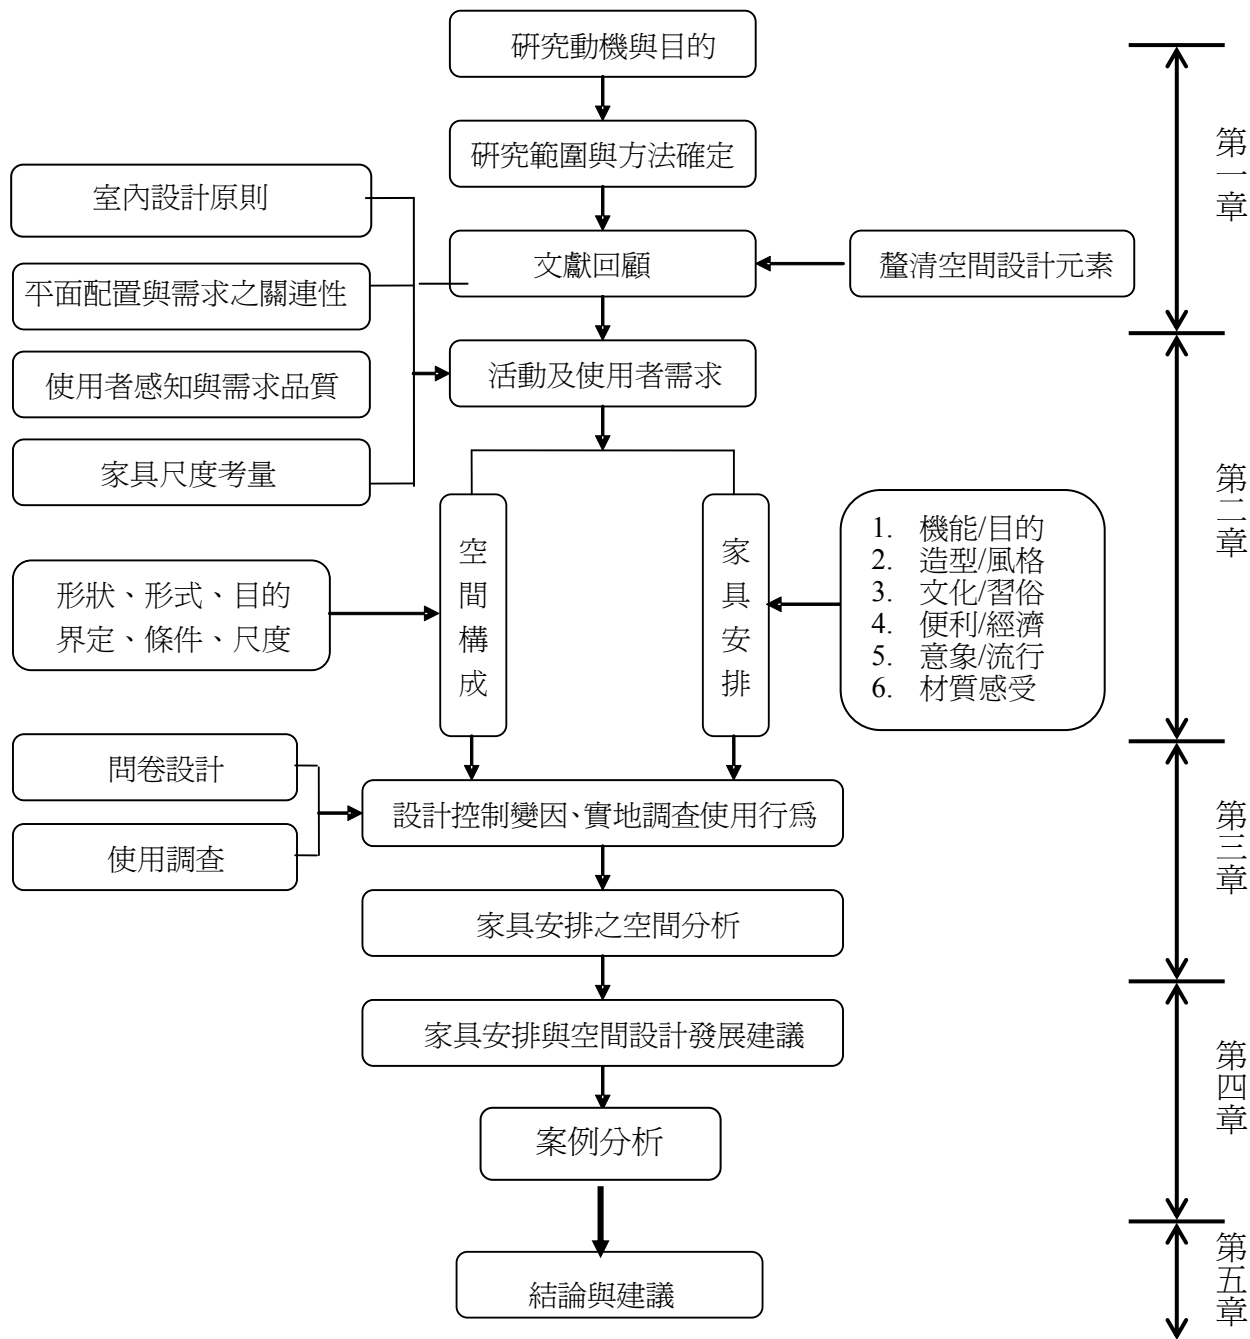 研究動機與目的
研究範圍與方法確定
室內設計原則
文獻回顧
釐清空間設計元素
平面配置與需求之關連性
使用者感知與需求品質
活動及使用者需求
家具尺度考量
第一章
空間構成
家具安排
1. 機能/目的
2. 造型/風格
3. 文化/習俗
4. 便利/經濟
5. 意象/流行
6. 材質感受
形狀、形式、目的
界定、條件、尺度
第二章
問卷設計
使用調查
設計控制變因、實地調查使用行為
家具安排之空間分析
第三章
家具安排與空間設計發展建議
案例分析
第四章
結論與建議
第五章